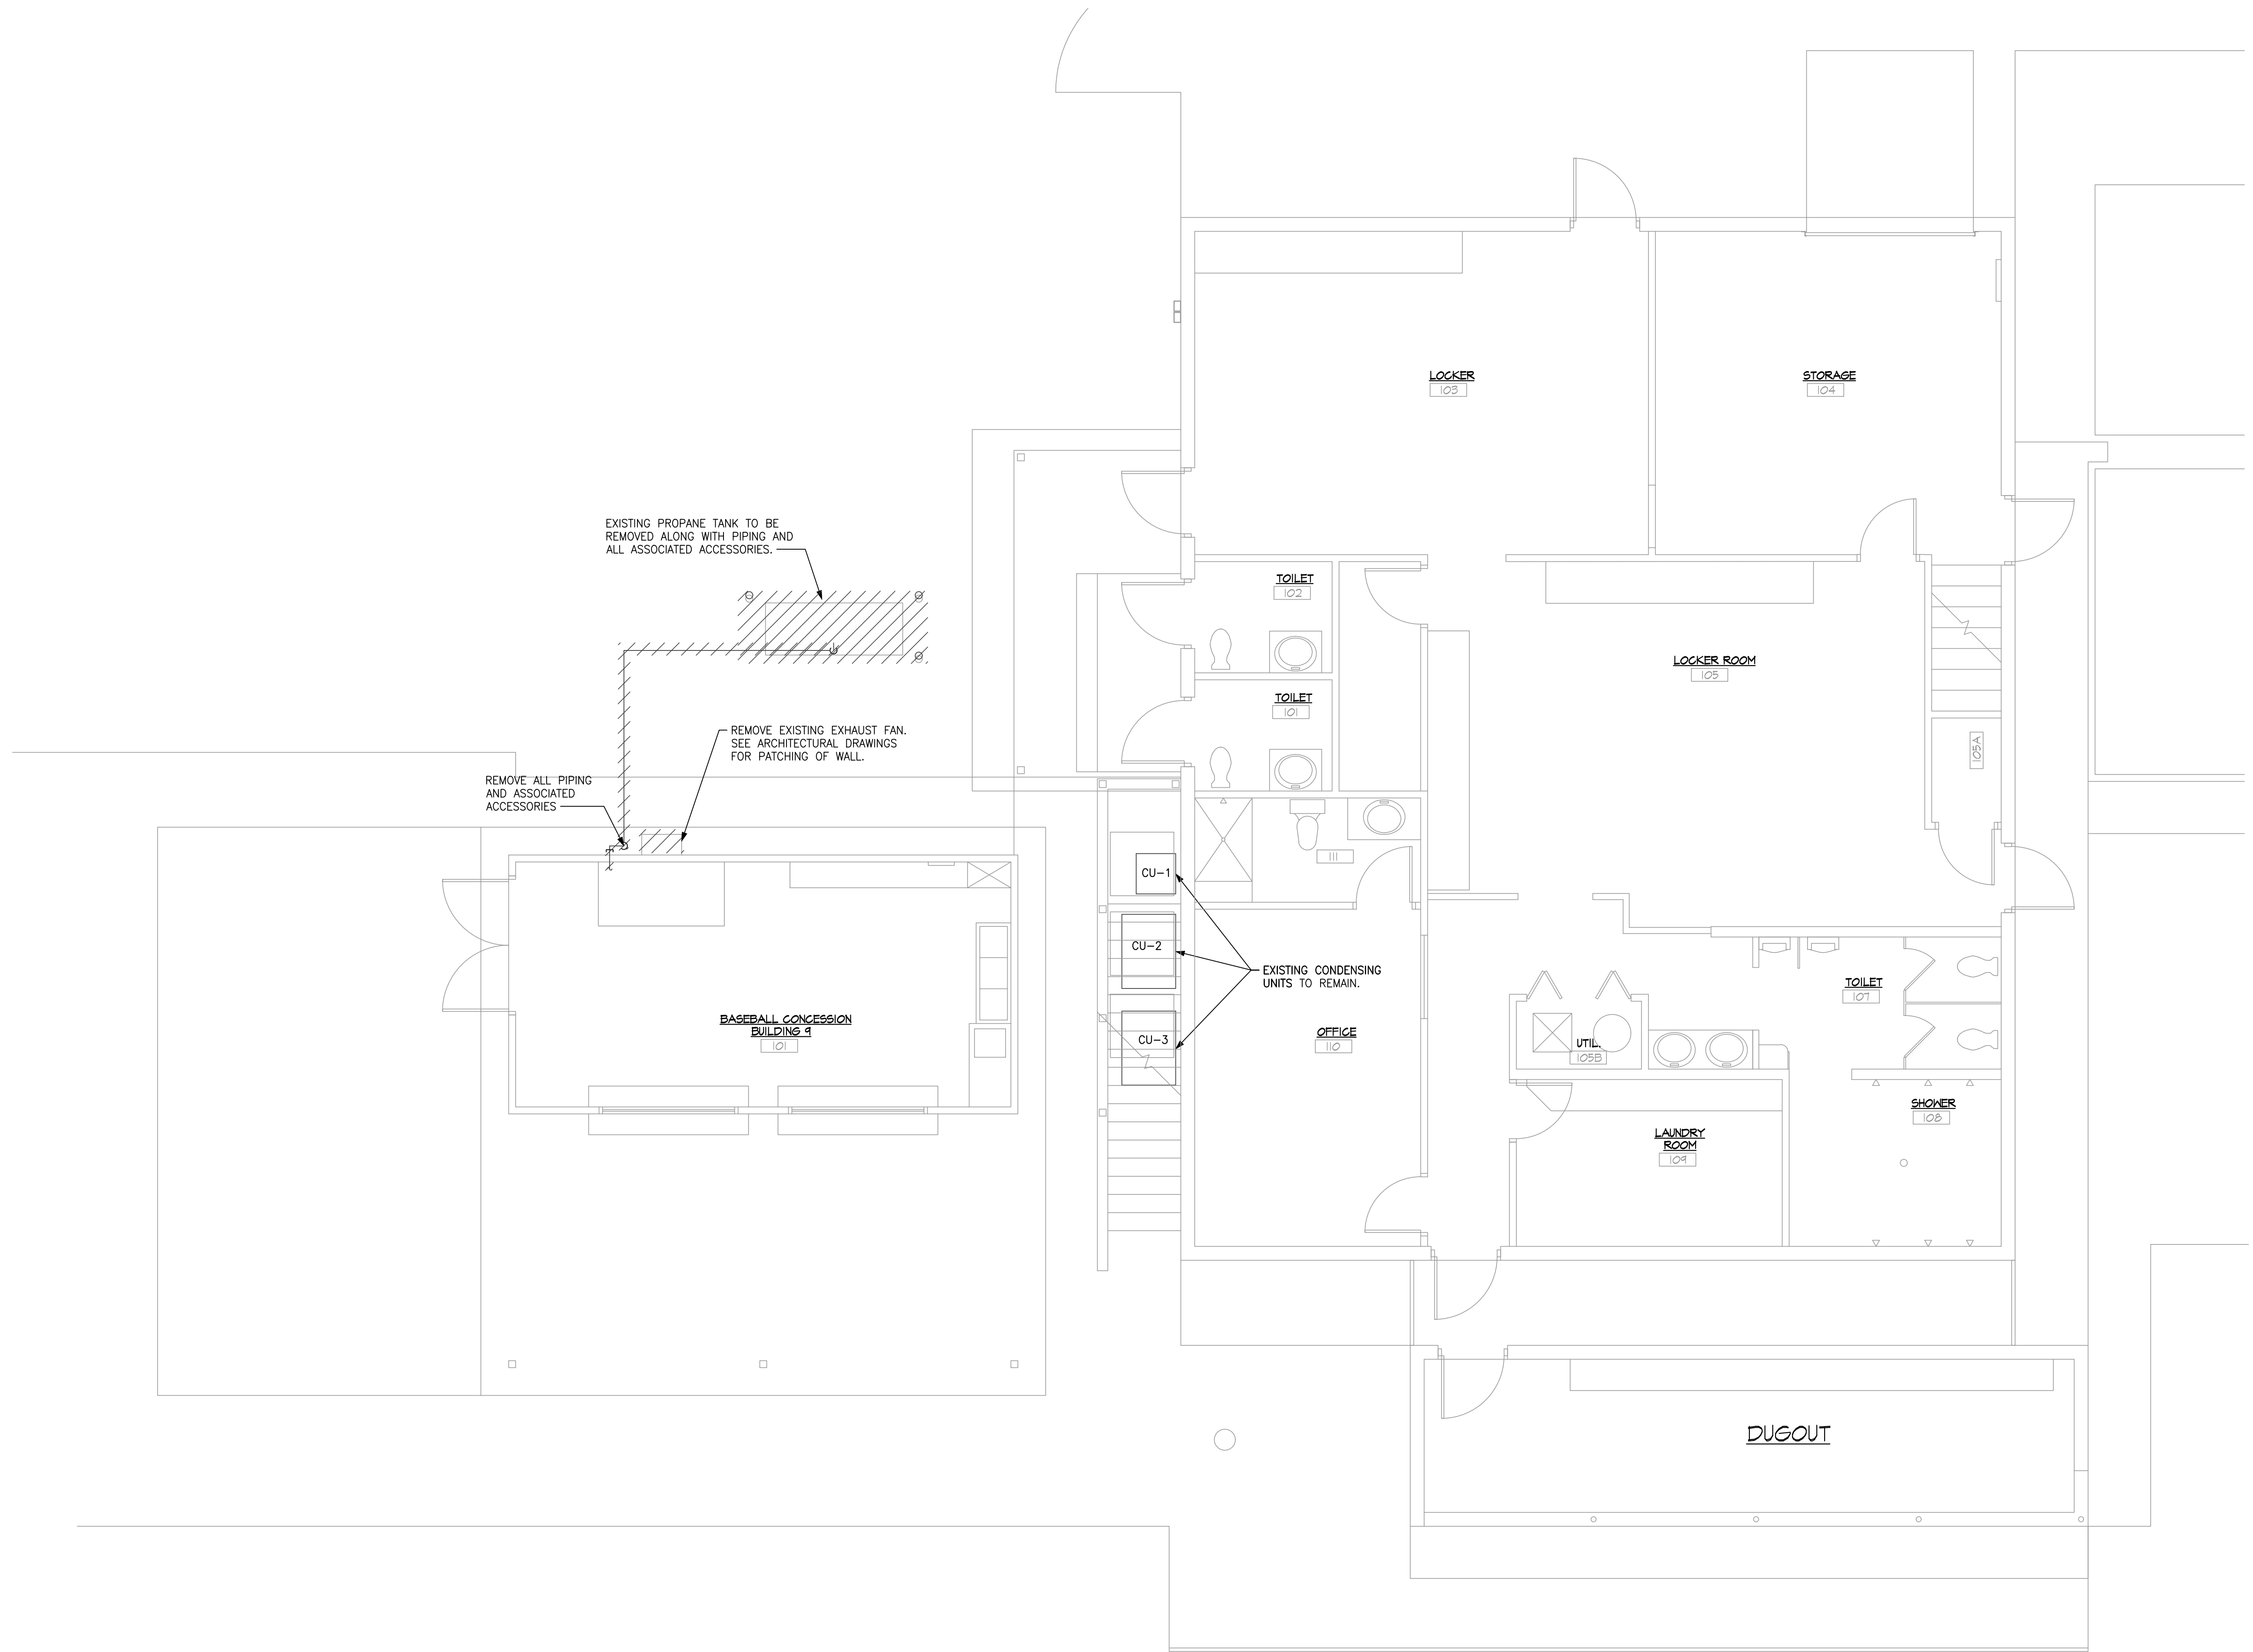 LOCKER
103
STORAGE
104
EXISTING PROPANE TANK TO BE
REMOVED ALONG WITH PIPING AND
ALL ASSOCIATED ACCESSORIES.
TOILET
102
LOCKER ROOM
105
TOILET
101
105A
REMOVE EXISTING EXHAUST FAN.
SEE ARCHITECTURAL DRAWINGS
FOR PATCHING OF WALL.
REMOVE ALL PIPING
AND ASSOCIATED
ACCESSORIES
111
CU-1
CU-2
CU-3
EXISTING CONDENSING
UNITS TO REMAIN.
TOILET
107
BASEBALL CONCESSION
BUILDING 9
101
OFFICE
110
UTIL.
105B
SHOWER
108
LAUNDRY
ROOM
109
DUGOUT